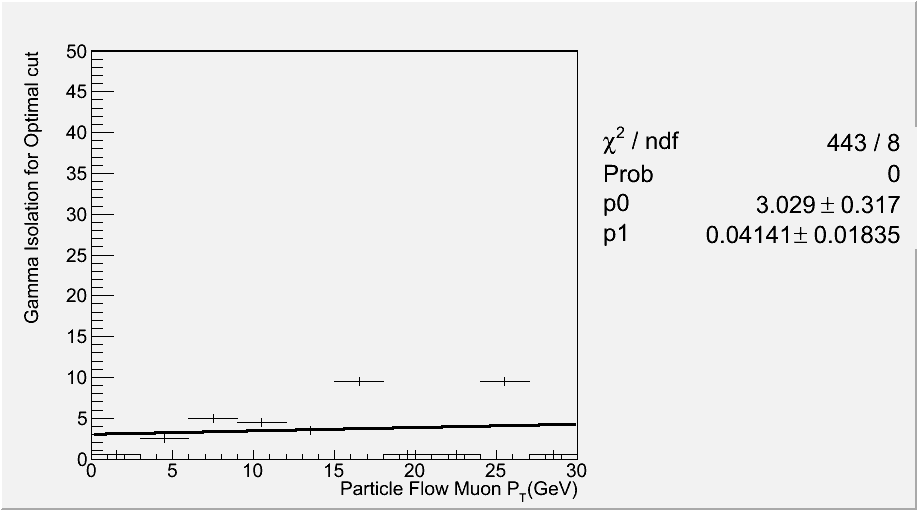 Gamma Isolation for Optimal cut
50
45
40
35
30
25
20
15
10
5
0
0 5 10 15 20 25 30
Particle Flow Muon P_T(GeV)
χ² / ndf 443 / 8
Prob 0
p0 3.029 ± 0.317
p1 0.04141 ± 0.01835